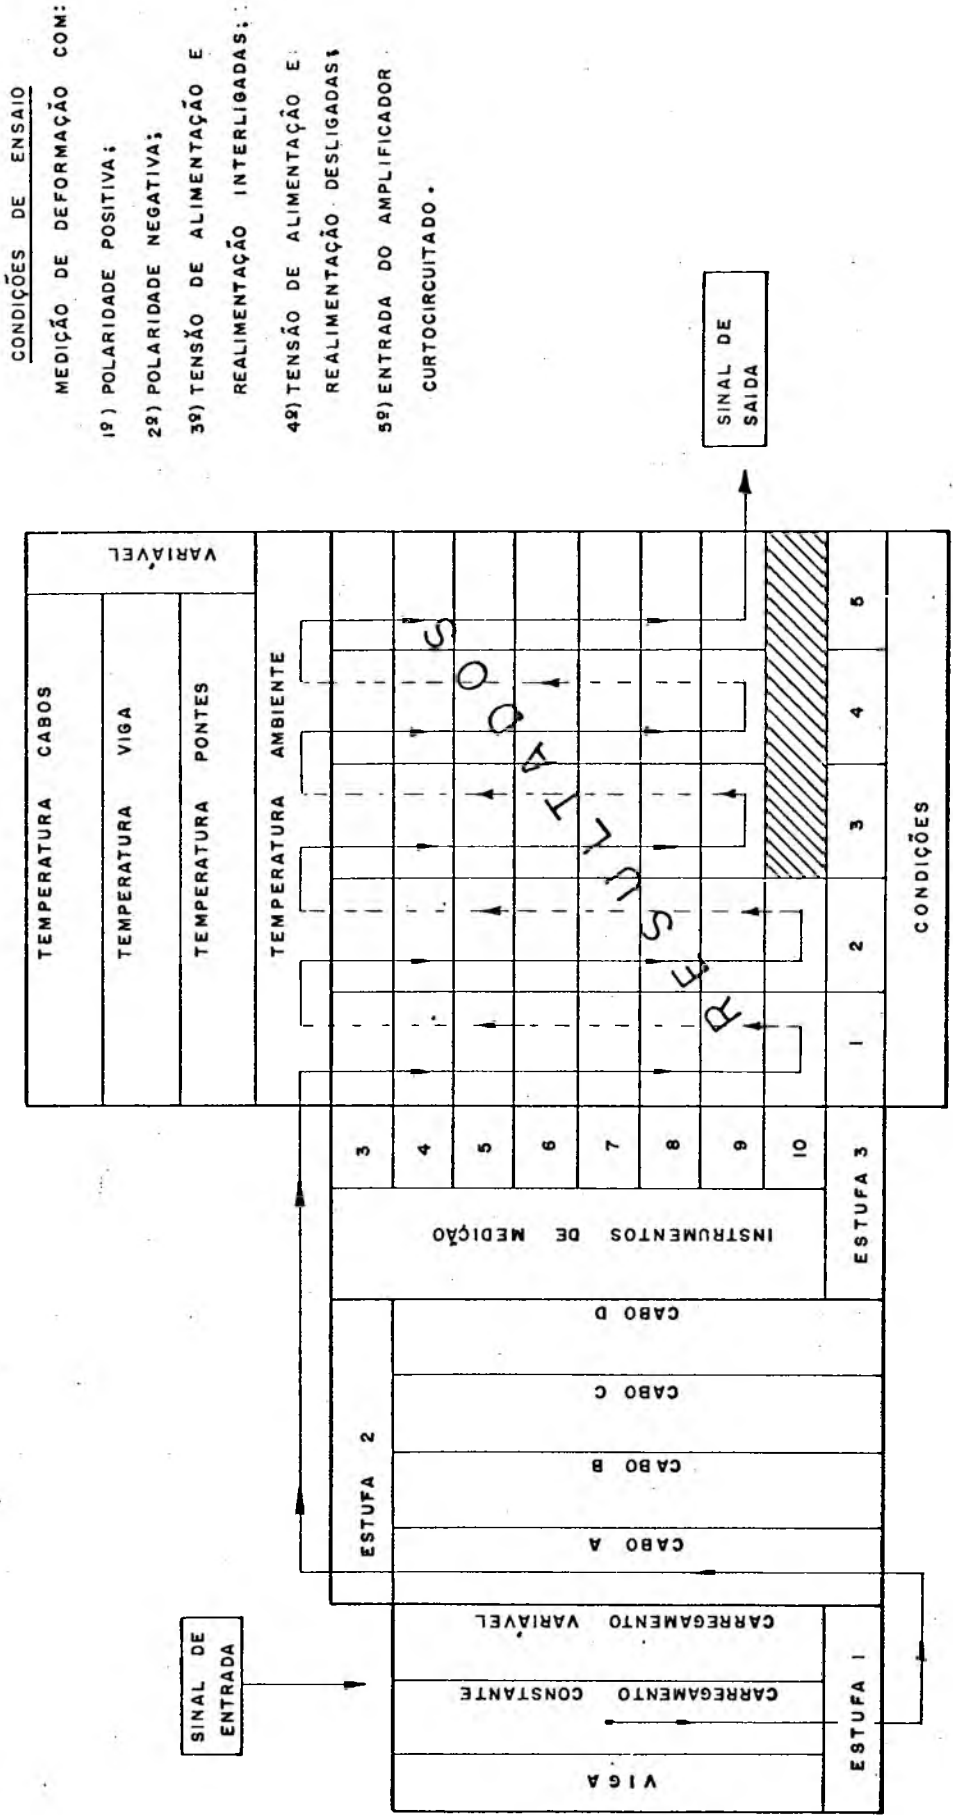 CONDIÇÕES DE ENSAIO
MEDIÇÃO DE DEFORMAÇÃO COM:
1º) POLARIDADE POSITIVA;
2º) POLARIDADE NEGATIVA;
3º) TENSÃO DE ALIMENTAÇÃO E
REALIMENTAÇÃO INTERLIGADAS;
4º) TENSÃO DE ALIMENTAÇÃO E
REALIMENTAÇÃO DESLIGADAS;
5º) ENTRADA DO AMPLIFICADOR
CURTOCIRCUITADO.
SINAL DE
ENTRADA
VIGA
CARREGAMENTO CONSTANTE
CARREGAMENTO VARIÁVEL
ESTUFA 1
ESTUFA 2
CABO A
CABO B
CABO C
CABO D
INSTRUMENTOS DE MEDIÇÃO
3
4
5
6
7
8
9
10
ESTUFA 3
TEMPERATURA CABOS
TEMPERATURA VIGA
TEMPERATURA PONTES
VARIÁVEL
TEMPERATURA AMBIENTE
RESULTADOS
1
2
3
4
5
CONDIÇÕES
SINAL DE
SAIDA